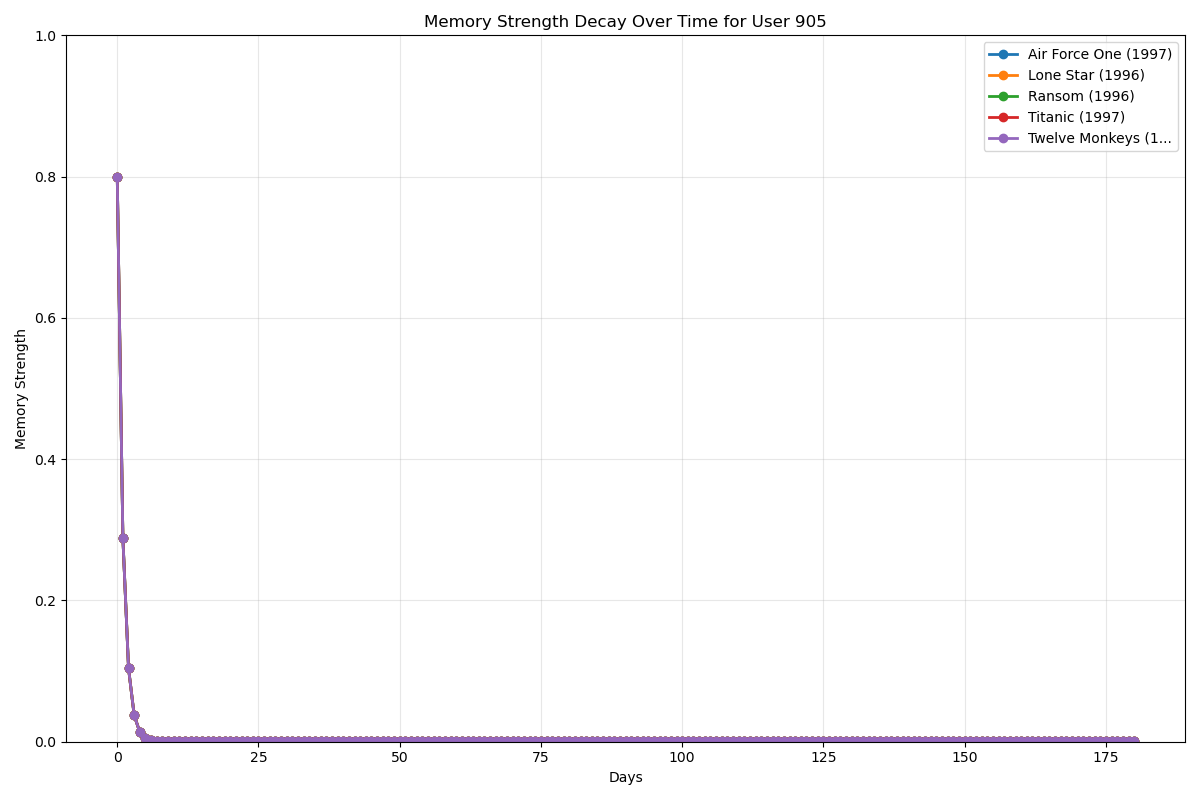 Memory Strength Decay Over Time for User 905
Air Force One (1997)
Lone Star (1996)
Ransom (1996)
Titanic (1997)
Twelve Monkeys (1...
Memory Strength
1.0
0.8
0.6
0.4
0.2
0.0
0 25 50 75 100 125 150 175
Days